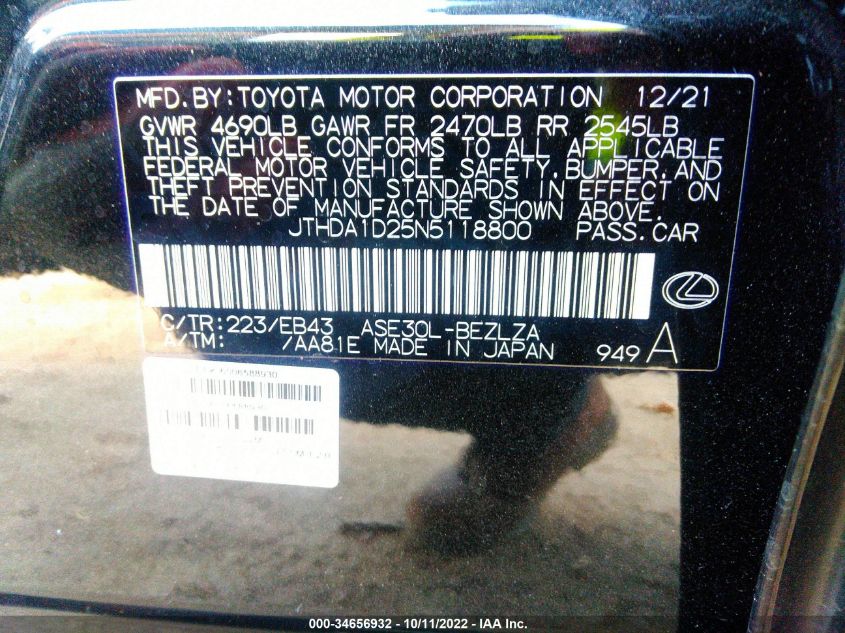 MFD. BY: TOYOTA MOTOR CORPORATION 12/21
GVWR 4690LB GAWR FR 2470LB RR 2545LB
THIS VEHICLE CONFORMS TO ALL APPLICABLE
FEDERAL MOTOR VEHICLE SAFETY, BUMPER, AND
THEFT PREVENTION STANDARDS IN EFFECT ON
THE DATE OF MANUFACTURE SHOWN ABOVE.
JTHDA1D25N5118800 PASS. CAR
C/TR: 223/EB43 ASE30L-BEZLZA
A/TM: /AA81E MADE IN JAPAN 949 A
000-34656932 - 10/11/2022 - IAA Inc.